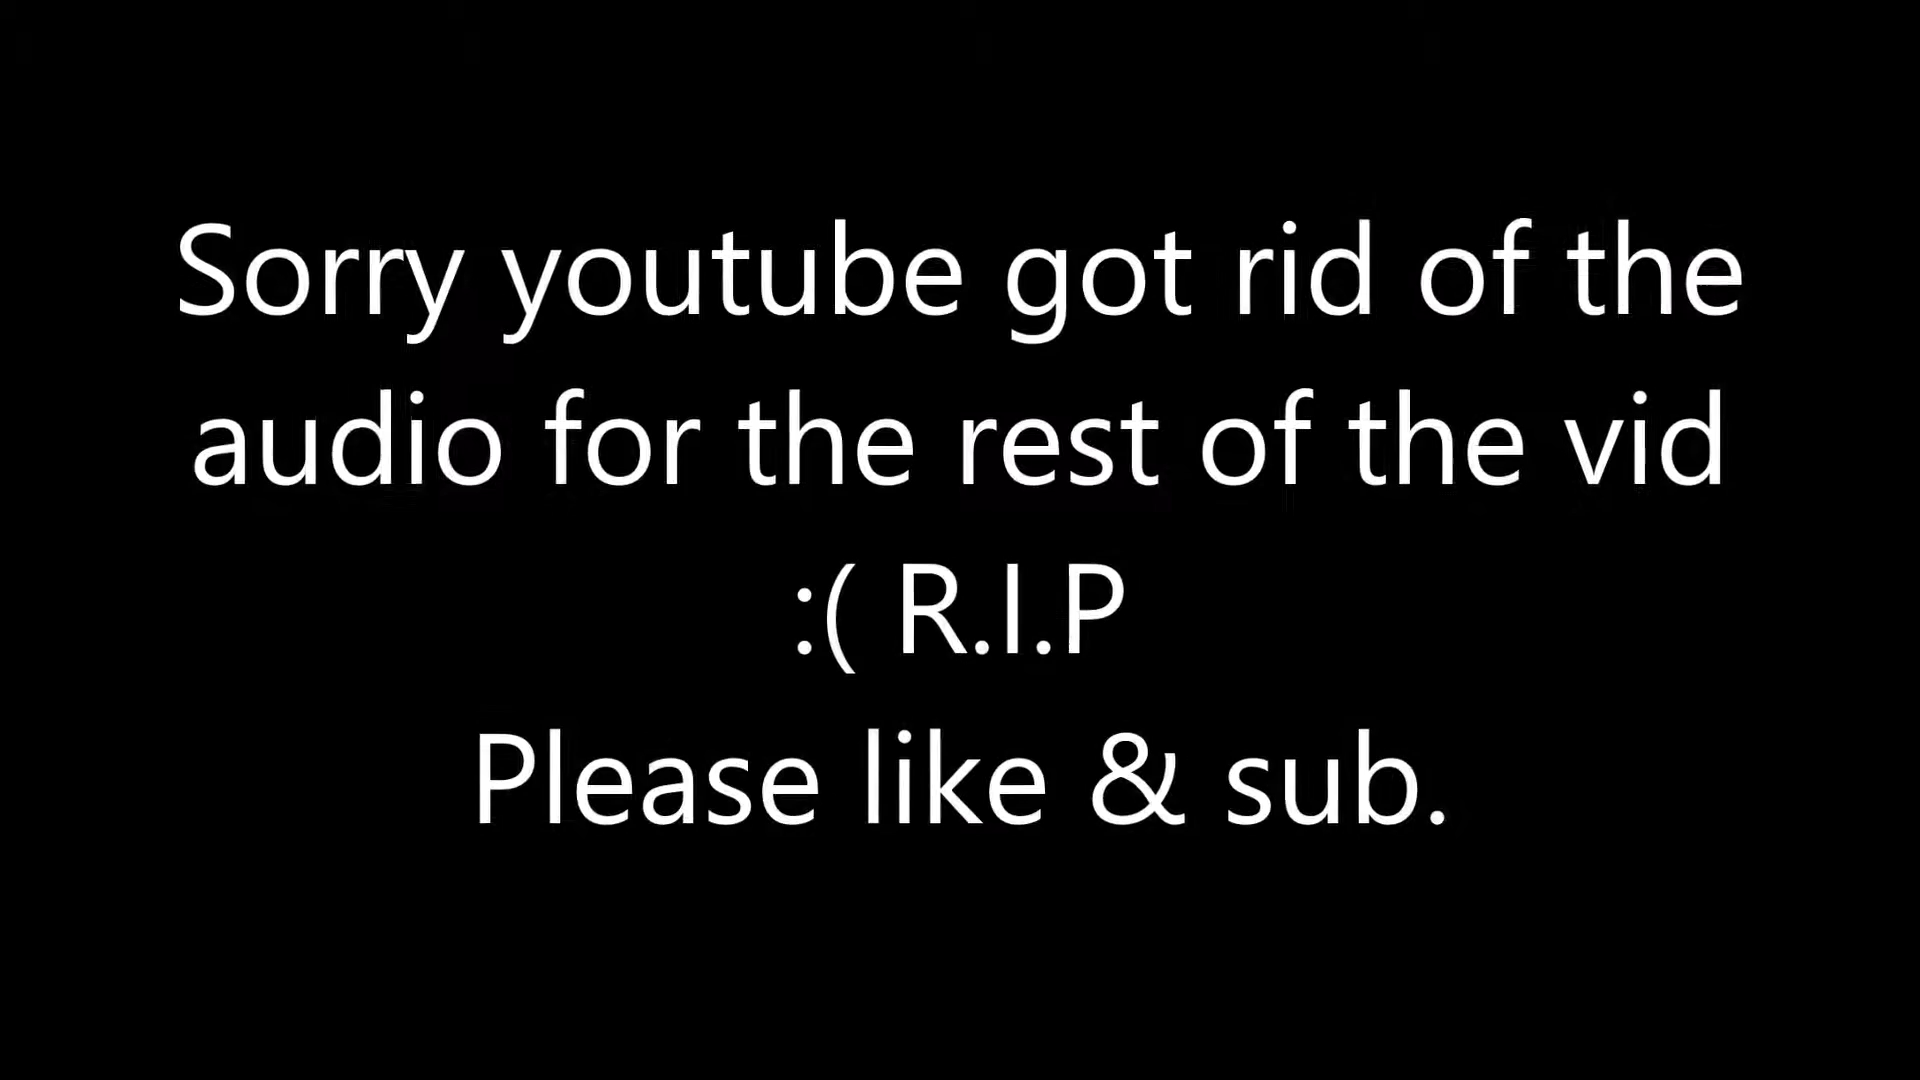 Sorry youtube got rid of the
audio for the rest of the vid
:( R.I.P
Please like & sub.